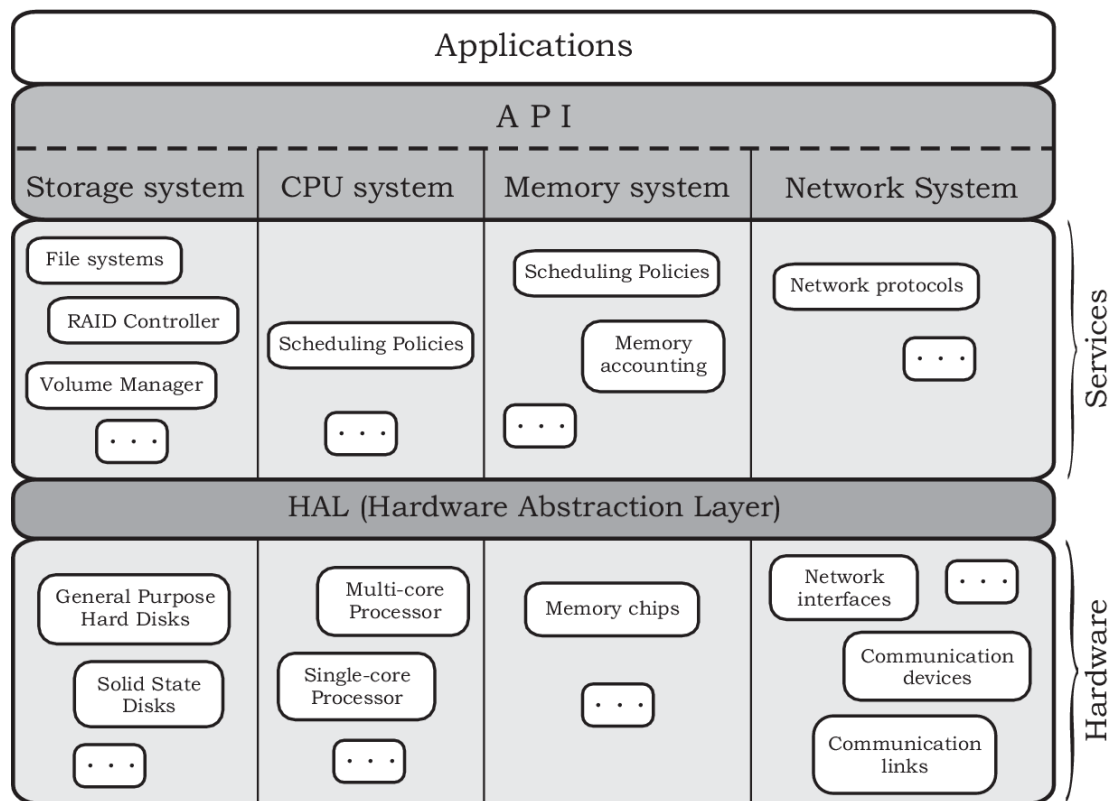 Applications
A P I
Storage system
CPU system
Memory system
Network System
File systems
RAID Controller
Volume Manager
. . .
Scheduling Policies
. . .
Scheduling Policies
Memory
accounting
. . .
Network protocols
. . .
Services
HAL (Hardware Abstraction Layer)
General Purpose
Hard Disks
Solid State
Disks
. . .
Multi-core
Processor
Single-core
Processor
. . .
Memory chips
. . .
Network
interfaces
. . .
Communication
devices
Communication
links
Hardware